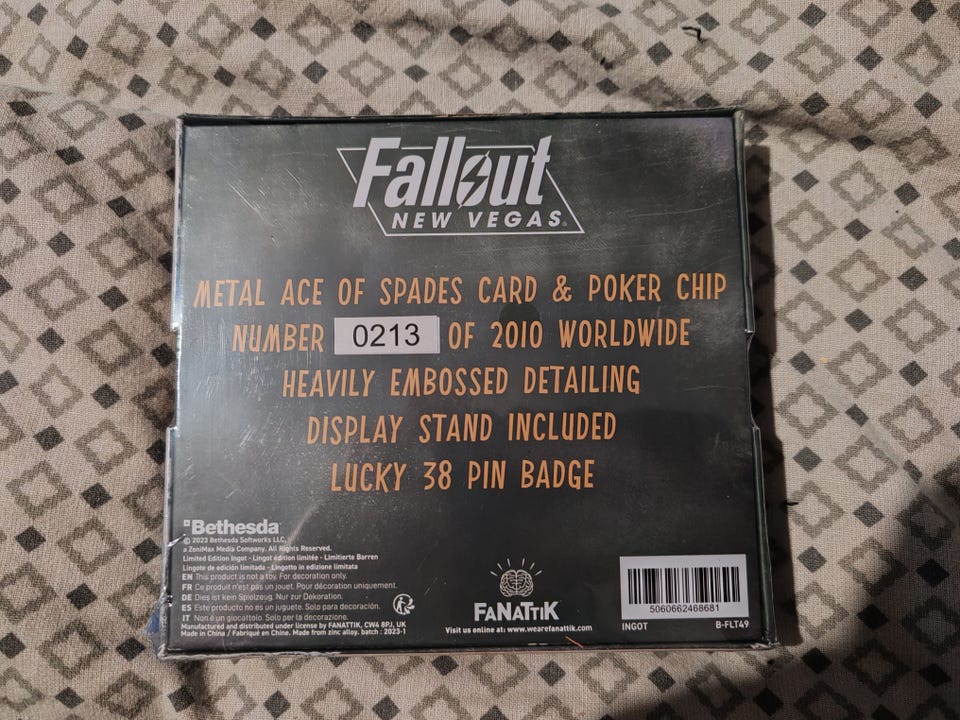 Fallout
NEW VEGAS®
METAL ACE OF SPADES CARD & POKER CHIP
NUMBER 0213 OF 2010 WORLDWIDE
HEAVILY EMBOSSED DETAILING
DISPLAY STAND INCLUDED
LUCKY 38 PIN BADGE
Bethesda
© 2023 Bethesda Softworks LLC,
a ZeniMax Media Company. All Rights Reserved.
Limited Edition Ingot - Lingot édition limitée - Limitierte Barren
Lingote de edición limitada - Lingotto in edizione limitata
EN This product is not a toy. For decoration only.
FR Ce produit n'est pas un jouet. Pour décoration uniquement.
DE Dies ist kein Spielzeug. Nur zur Dekoration.
ES Este producto no es un juguete. Solo para decoración.
IT Non è un giocattolo. Solo per la decorazione.
Manufactured and distributed under license by FANATTIK, CW4 8PJ, UK
Made in China / Fabriqué en Chine. Made from zinc alloy. batch : 2023-1
FANATTIK
Visit us online at: www.wearefanattik.com
5060662468681
INGOT B-FLT49